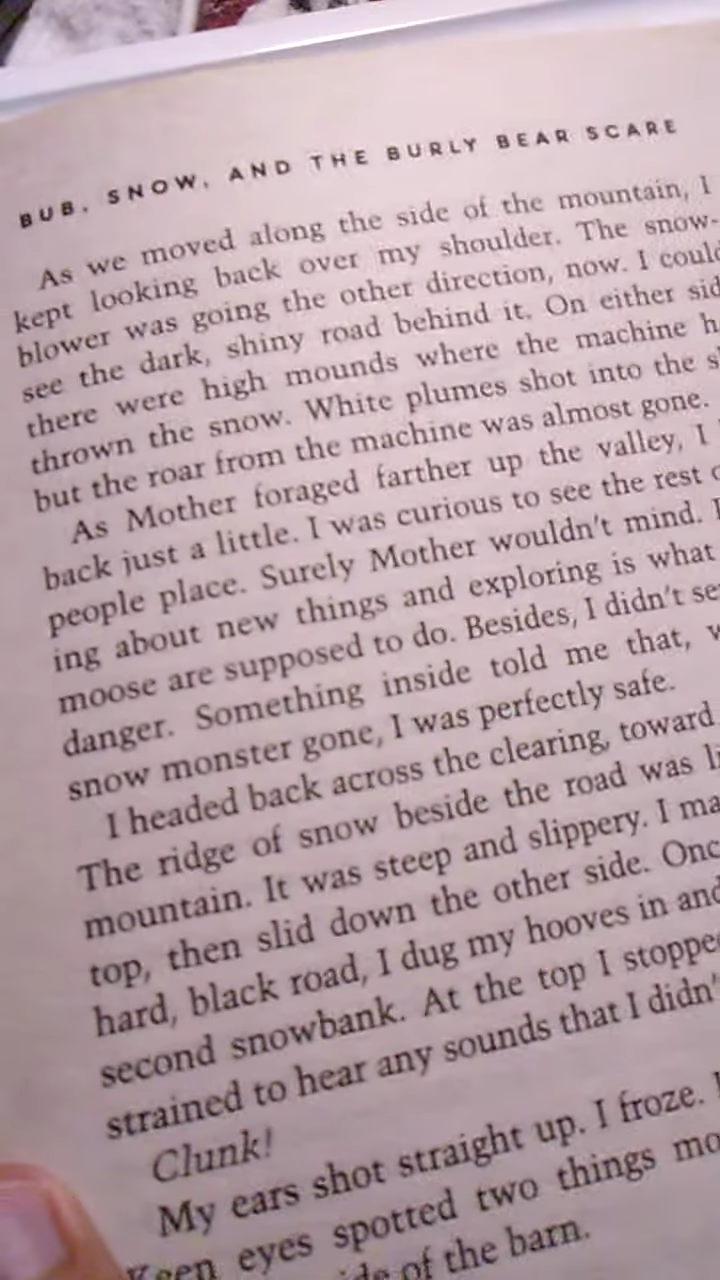 BUB, SNOW, AND THE BURLY BEAR SCARE
As we moved along the side of the mountain, I
kept looking back over my shoulder. The snow-
blower was going the other direction, now. I could
see the dark, shiny road behind it. On either
there were high mounds where the machine
thrown the snow. White plumes shot into the
but the roar from the machine was almost gone.
As Mother foraged farther up the valley, I
back just a little. I was curious to see the rest
people place. Surely Mother wouldn't mind.
ing about new things and exploring is what
moose are supposed to do. Besides, I didn't
danger. Something inside told me that,
snow monster gone, I was perfectly safe.
I headed back across the clearing, toward
The ridge of snow beside the road was
mountain. It was steep and slippery. I
top, then slid down the other side.
hard, black road, I dug my hooves in and
second snowbank. At the top I
strained to hear any sounds that I
Clunk!
My ears shot straight up. I froze.
eyes spotted two things
of the barn.